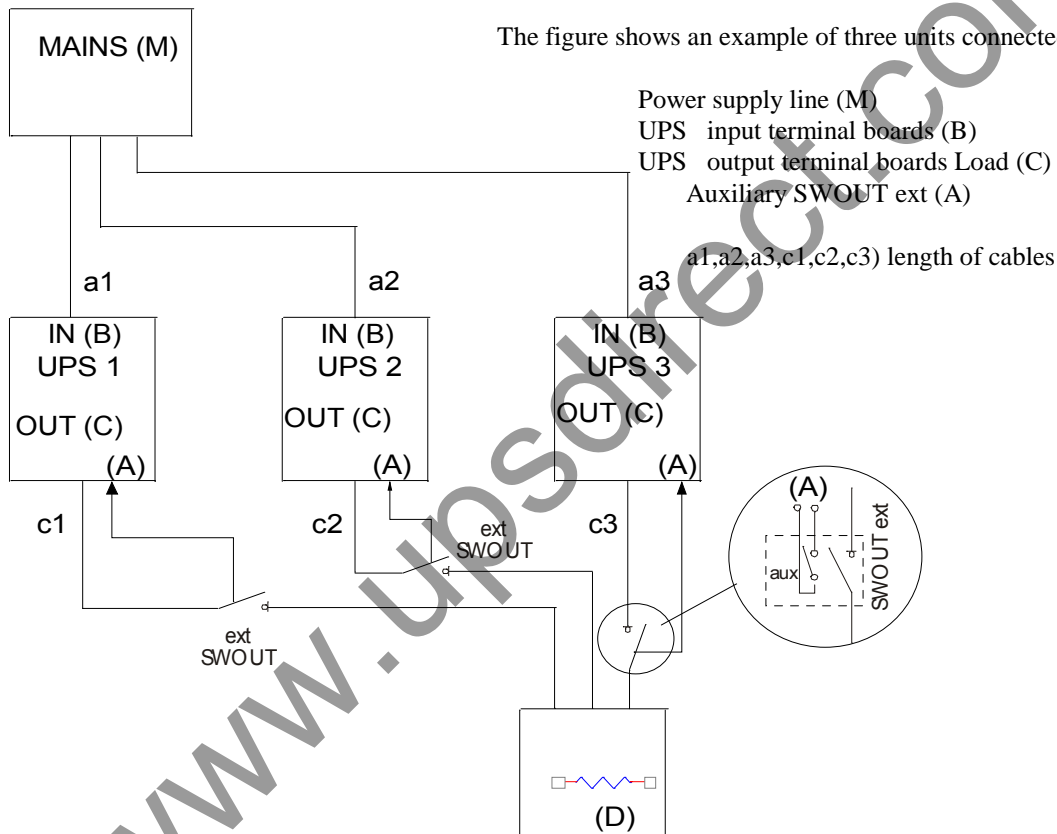 MAINS (M)
The figure shows an example of three units connecte
Power supply line (M)
UPS input terminal boards (B)
UPS output terminal boards Load (C)
Auxiliary SWOUT ext (A)
a1,a2,a3,c1,c2,c3) length of cables
a1
a2
a3
IN (B)
UPS 1
OUT (C)
(A)
IN (B)
UPS 2
OUT (C)
(A)
IN (B)
UPS 3
OUT (C)
(A)
c1
c2
c3
ext
SWOUT
ext
SWOUT
(A)
aux
SWOUT ext
(D)
www.upsdirect.com